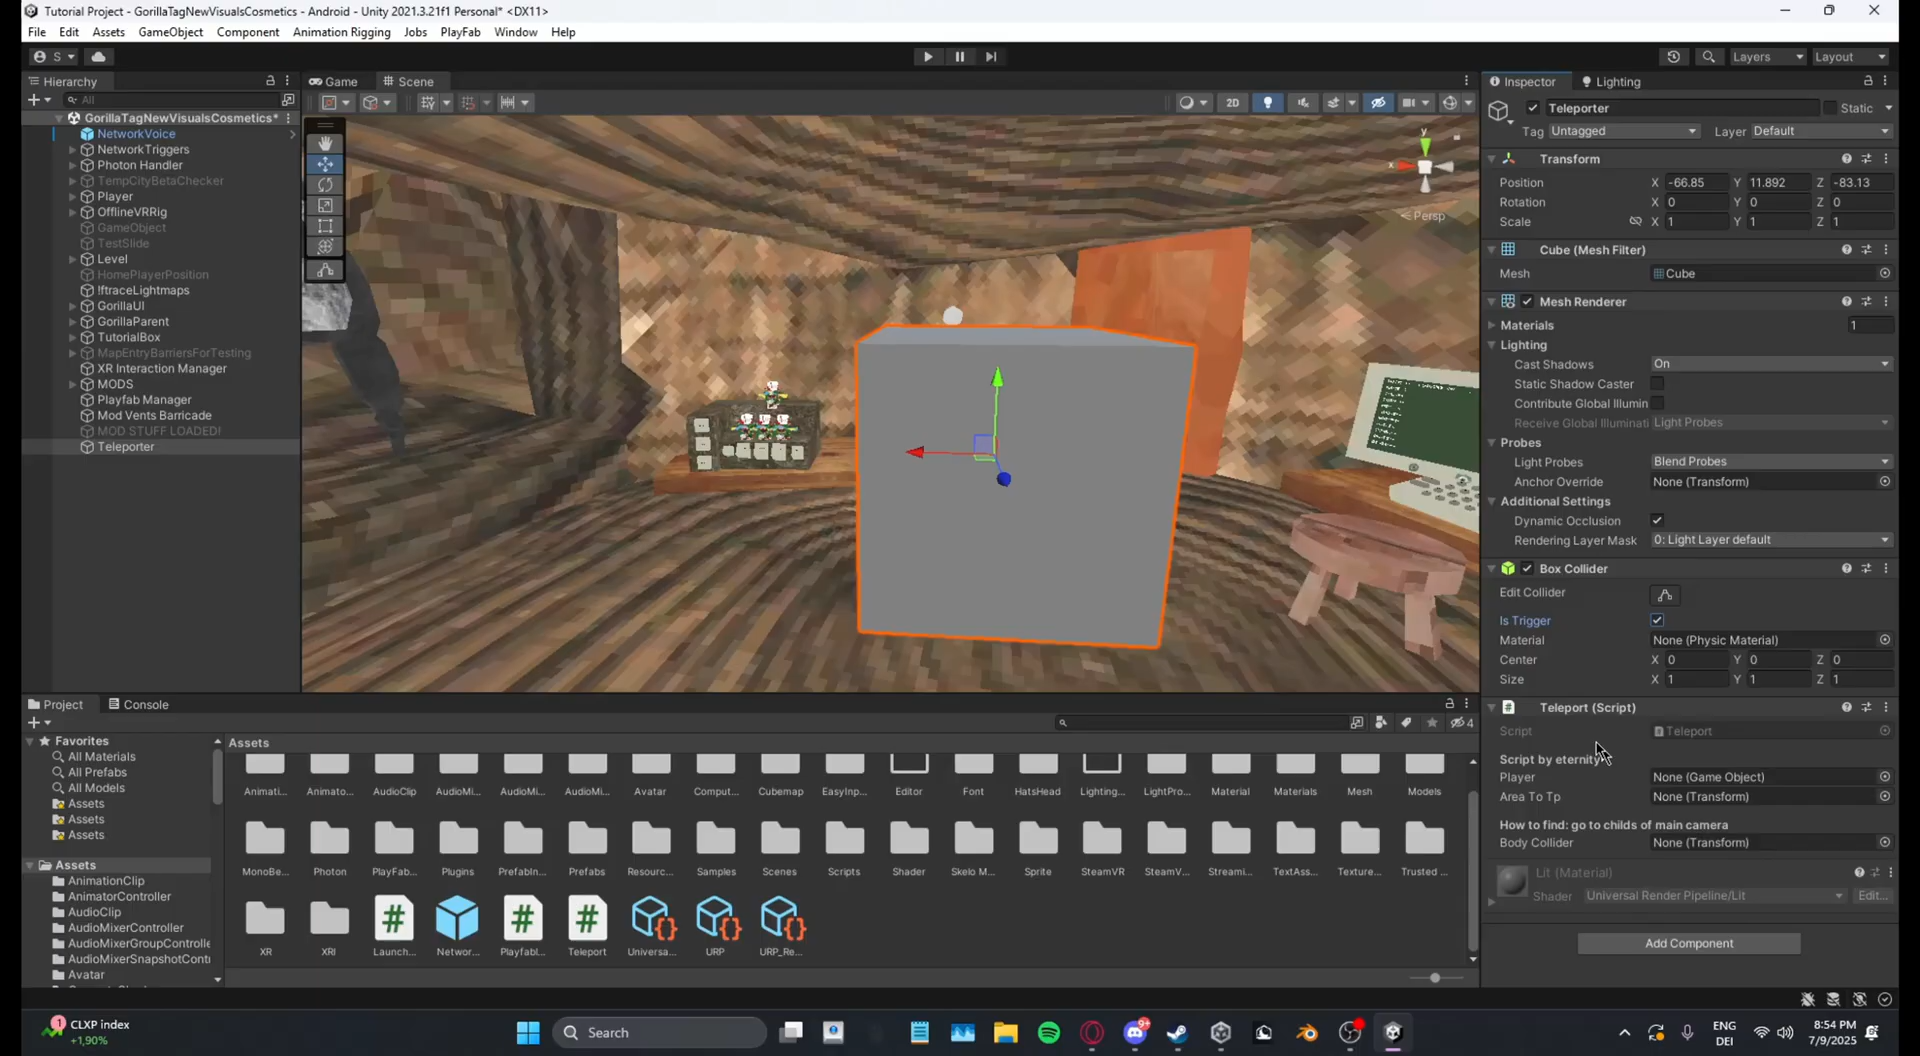 Tutorial Project - GorillaTagNewVisualsCosmetics - Android - Unity 2021.3.21f1 Personal* <DX11>
File Edit Assets GameObject Component Animation Rigging Jobs PlayFab Window Help
S
Layers Layout
Hierarchy
All
GorillaTagNewVisualsCosmetics*
NetworkVoice
NetworkTriggers
Photon Handler
TempCityBetaChecker
Player
OfflineVRRig
GameObject
TestSlide
Level
HomePlayerPosition
!ftraceLightmaps
GorillaUI
GorillaParent
TutorialBox
MapEntryBarriersForTesting
XR Interaction Manager
MODS
Playfab Manager
Mod Vents Barricade
MOD STUFF LOADED!
Teleporter
Game Scene
2D
y
x
Persp
Inspector Lighting
Teleporter Static
Tag Untagged Layer Default
Transform
Position X -66.85 Y 11.892 Z -83.13
Rotation X 0 Y 0 Z 0
Scale X 1 Y 1 Z 1
Cube (Mesh Filter)
Mesh Cube
Mesh Renderer
Materials 1
Lighting
Cast Shadows On
Static Shadow Caster
Contribute Global Illumin
Receive Global Illuminati Light Probes
Probes
Light Probes Blend Probes
Anchor Override None (Transform)
Additional Settings
Dynamic Occlusion
Rendering Layer Mask 0: Light Layer default
Box Collider
Edit Collider
Is Trigger
Material None (Physic Material)
Center X 0 Y 0 Z 0
Size X 1 Y 1 Z 1
Teleport (Script)
Script Teleport
Script by eternity
Player None (Game Object)
Area To Tp None (Transform)
How to find: go to childs of main camera
Body Collider None (Transform)
Lit (Material)
Shader Universal Render Pipeline/Lit Edit...
Add Component
Project Console
4
Favorites
All Materials
All Prefabs
All Models
Assets
Assets
Assets
Assets
AnimationClip
AnimatorController
AudioClip
AudioMixerController
AudioMixerGroupControlle
AudioMixerSnapshotContr
Avatar
Assets
Animati... Animato... AudioClip AudioMi... AudioMi... AudioMi... Avatar Comput... Cubemap EasyInp... Editor Font HatsHead Lighting... LightPro... Material Materials Mesh Models
MonoBe... Photon PlayFab... Plugins PrefabIn... Prefabs Resourc... Samples Scenes Scripts Shader Skelo M... Sprite SteamVR SteamV... Streami... TextAss... Texture... Trusted ...
XR XRI Launch... Networ... Playfabl... Teleport Universa... URP URP_Re...
1
CLXP index
+1,90%
Search
9+
ENG
DEI
8:54 PM
7/9/2025